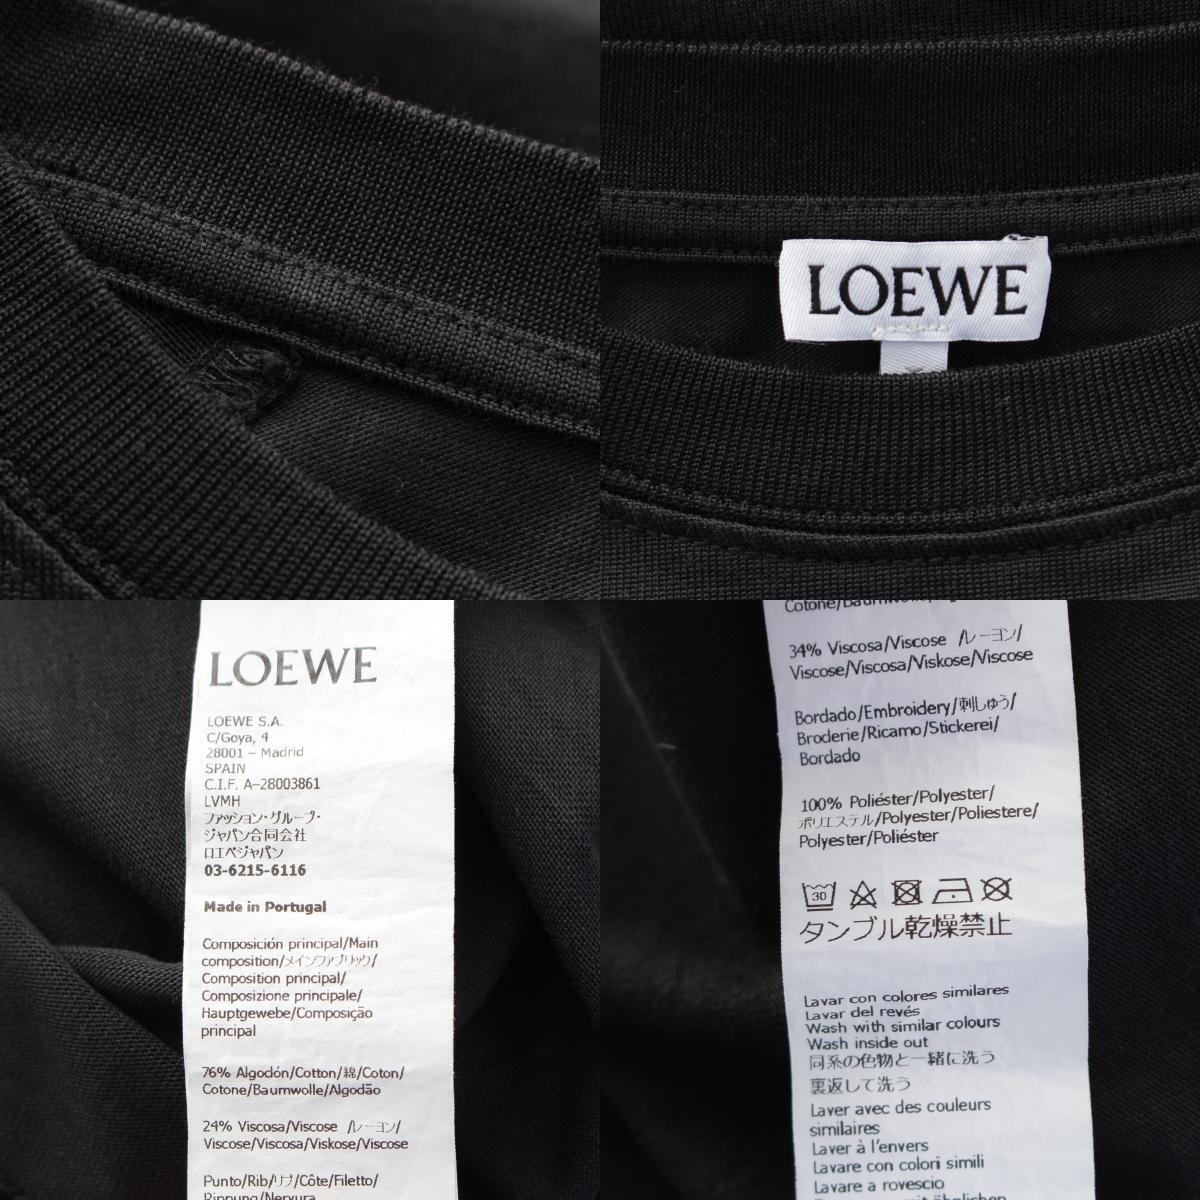 LOEWE
LOEWE
LOEWE S.A.
C/Goya, 4
28001 – Madrid
SPAIN
C.I.F. A–28003861
LVMH
ファッション・グループ・
ジャパン合同会社
ロエベジャパン
03-6215-6116
Made in Portugal
Composición principal/Main
composition/メインファブリック/
Composition principal/
Composizione principale/
Hauptgewebe/Composição
principal
76% Algodón/Cotton/綿/Coton/
Cotone/Baumwolle/Algodão
24% Viscosa/Viscose /レーヨン/
Viscose/Viscosa/Viskose/Viscose
Punto/Rib/リブ/Côte/Filetto/
Rippung/Nervura
Cotone/Baumwolle/
34% Viscosa/Viscose /レーヨン/
Viscose/Viscosa/Viskose/Viscose
Bordado/Embroidery/刺しゅう/
Broderie/Ricamo/Stickerei/
Bordado
100% Poliéster/Polyester/
ポリエステル/Polyester/Poliestere/
Polyester/Poliéster
30
タンブル乾燥禁止
Lavar con colores similares
Lavar del revés
Wash with similar colours
Wash inside out
同系の色物と一緒に洗う
裏返して洗う
Laver avec des couleurs
similaires
Laver à l'envers
Lavare con colori simili
Lavare a rovescio
mit ähnlichen